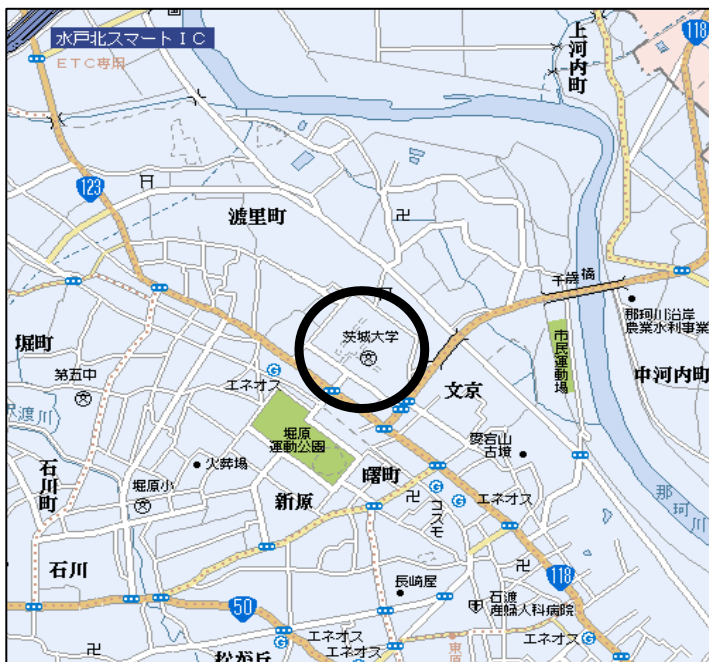 水戸北スマートIC
ETC専用
上河内町
118
123
渡里町
千歳橋
那珂川沿岸
農業水利事業
茨城大学
市民運動場
堀町
第五中
エネオス
文京
中河内町
堀原
運動公園
愛宕山
古墳
石川町
火葬場
曙町
堀原小
新原
コスモ
エネオス
那珂川
石川
長崎屋
118
石渡
産婦人科病院
50
エネオス
エネオス
エネオス
松が丘
東原